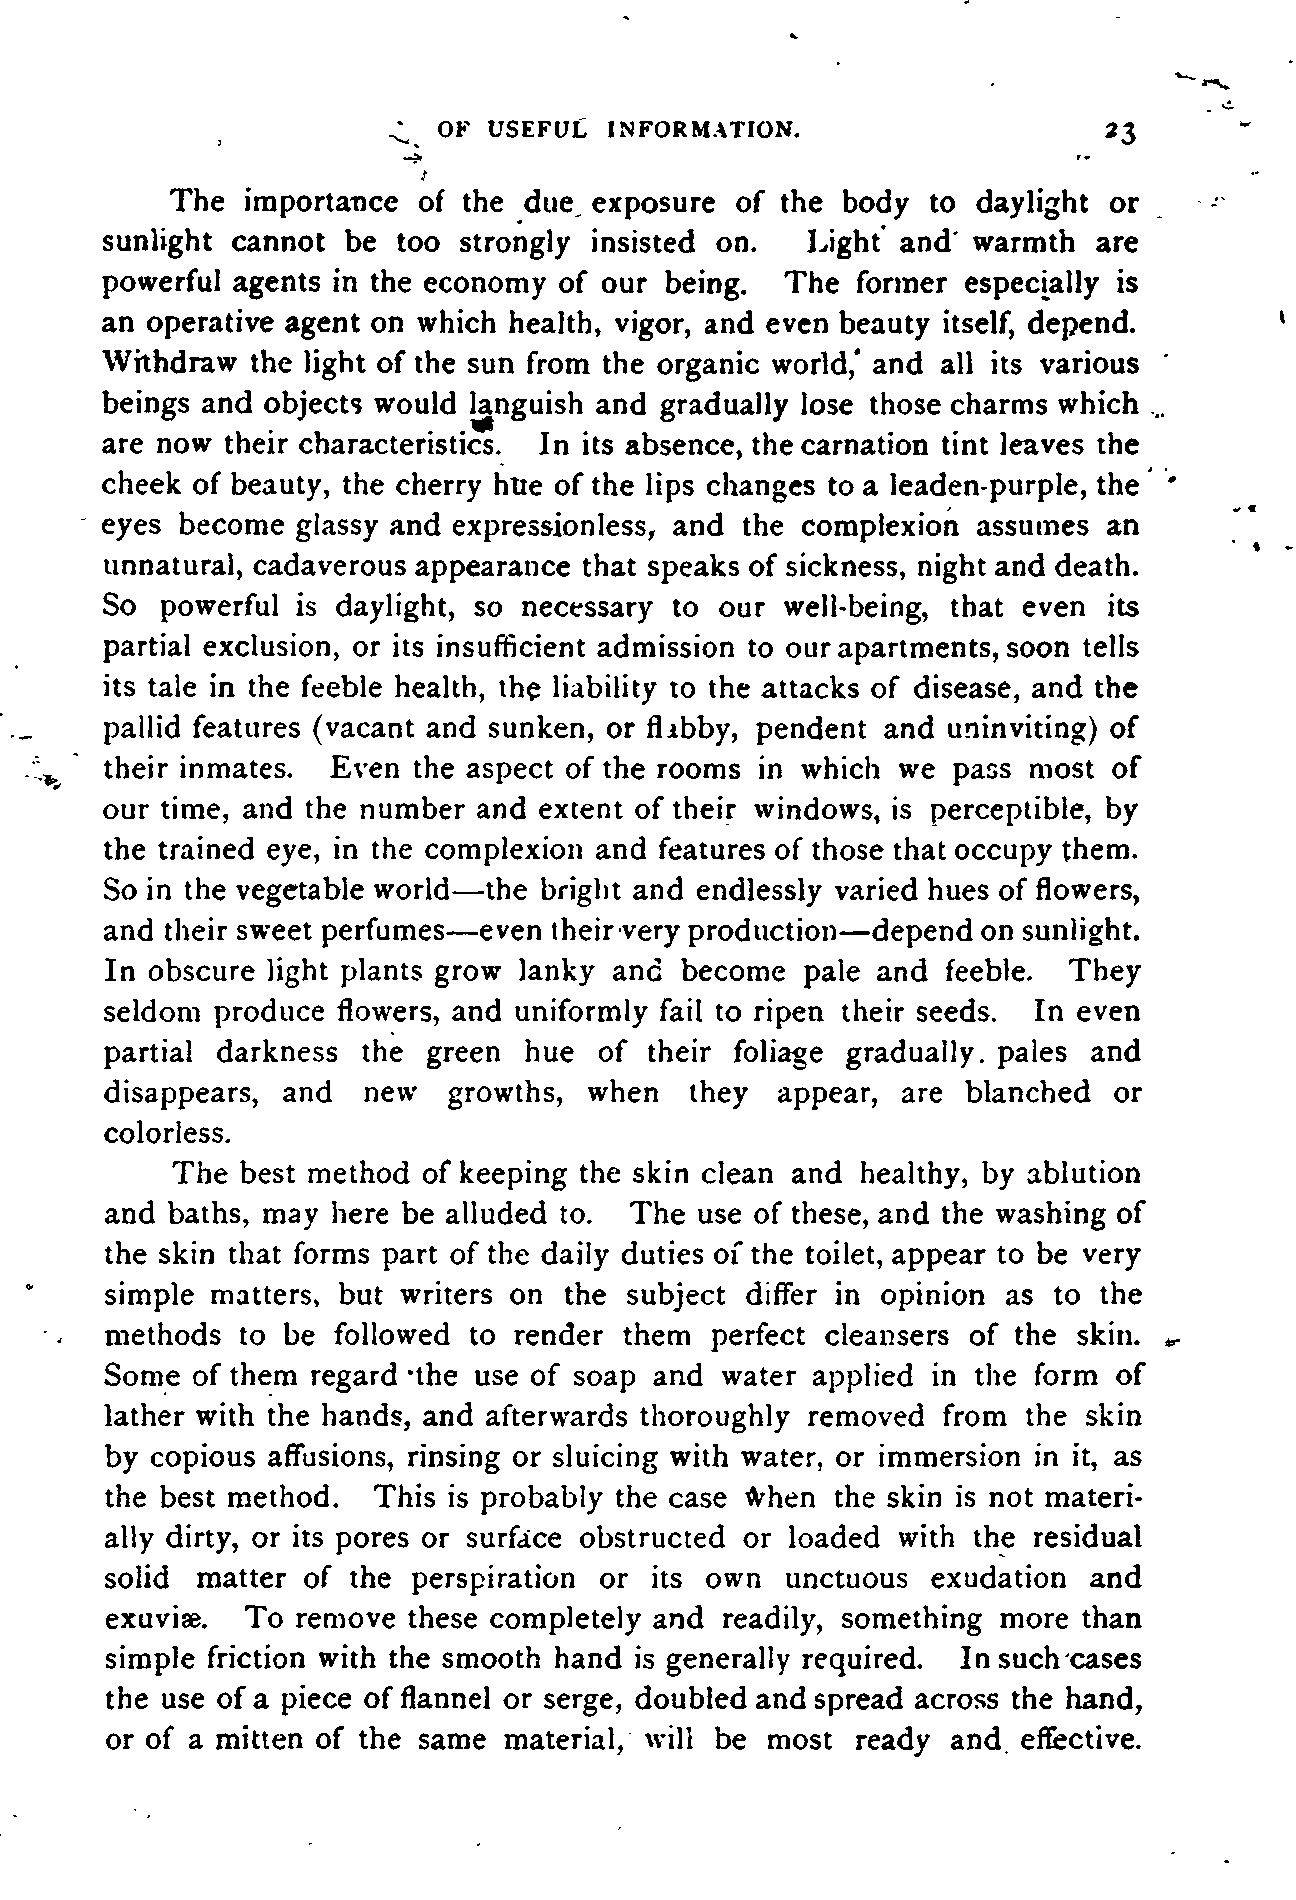 OF USEFUL INFORMATION. 23
The importance of the due exposure of the body to daylight or
sunlight cannot be too strongly insisted on. Light and warmth are
powerful agents in the economy of our being. The former especially is
an operative agent on which health, vigor, and even beauty itself, depend.
Withdraw the light of the sun from the organic world, and all its various
beings and objects would languish and gradually lose those charms which
are now their characteristics. In its absence, the carnation tint leaves the
cheek of beauty, the cherry hue of the lips changes to a leaden-purple, the
eyes become glassy and expressionless, and the complexion assumes an
unnatural, cadaverous appearance that speaks of sickness, night and death.
So powerful is daylight, so necessary to our well-being, that even its
partial exclusion, or its insufficient admission to our apartments, soon tells
its tale in the feeble health, the liability to the attacks of disease, and the
pallid features (vacant and sunken, or flabby, pendent and uninviting) of
their inmates. Even the aspect of the rooms in which we pass most of
our time, and the number and extent of their windows, is perceptible, by
the trained eye, in the complexion and features of those that occupy them.
So in the vegetable world—the bright and endlessly varied hues of flowers,
and their sweet perfumes—even their very production—depend on sunlight.
In obscure light plants grow lanky and become pale and feeble. They
seldom produce flowers, and uniformly fail to ripen their seeds. In even
partial darkness the green hue of their foliage gradually pales and
disappears, and new growths, when they appear, are blanched or
colorless.
The best method of keeping the skin clean and healthy, by ablution
and baths, may here be alluded to. The use of these, and the washing of
the skin that forms part of the daily duties of the toilet, appear to be very
simple matters, but writers on the subject differ in opinion as to the
methods to be followed to render them perfect cleansers of the skin.
Some of them regard the use of soap and water applied in the form of
lather with the hands, and afterwards thoroughly removed from the skin
by copious affusions, rinsing or sluicing with water, or immersion in it, as
the best method. This is probably the case when the skin is not materi-
ally dirty, or its pores or surface obstructed or loaded with the residual
solid matter of the perspiration or its own unctuous exudation and
exuviæ. To remove these completely and readily, something more than
simple friction with the smooth hand is generally required. In such cases
the use of a piece of flannel or serge, doubled and spread across the hand,
or of a mitten of the same material, will be most ready and effective.